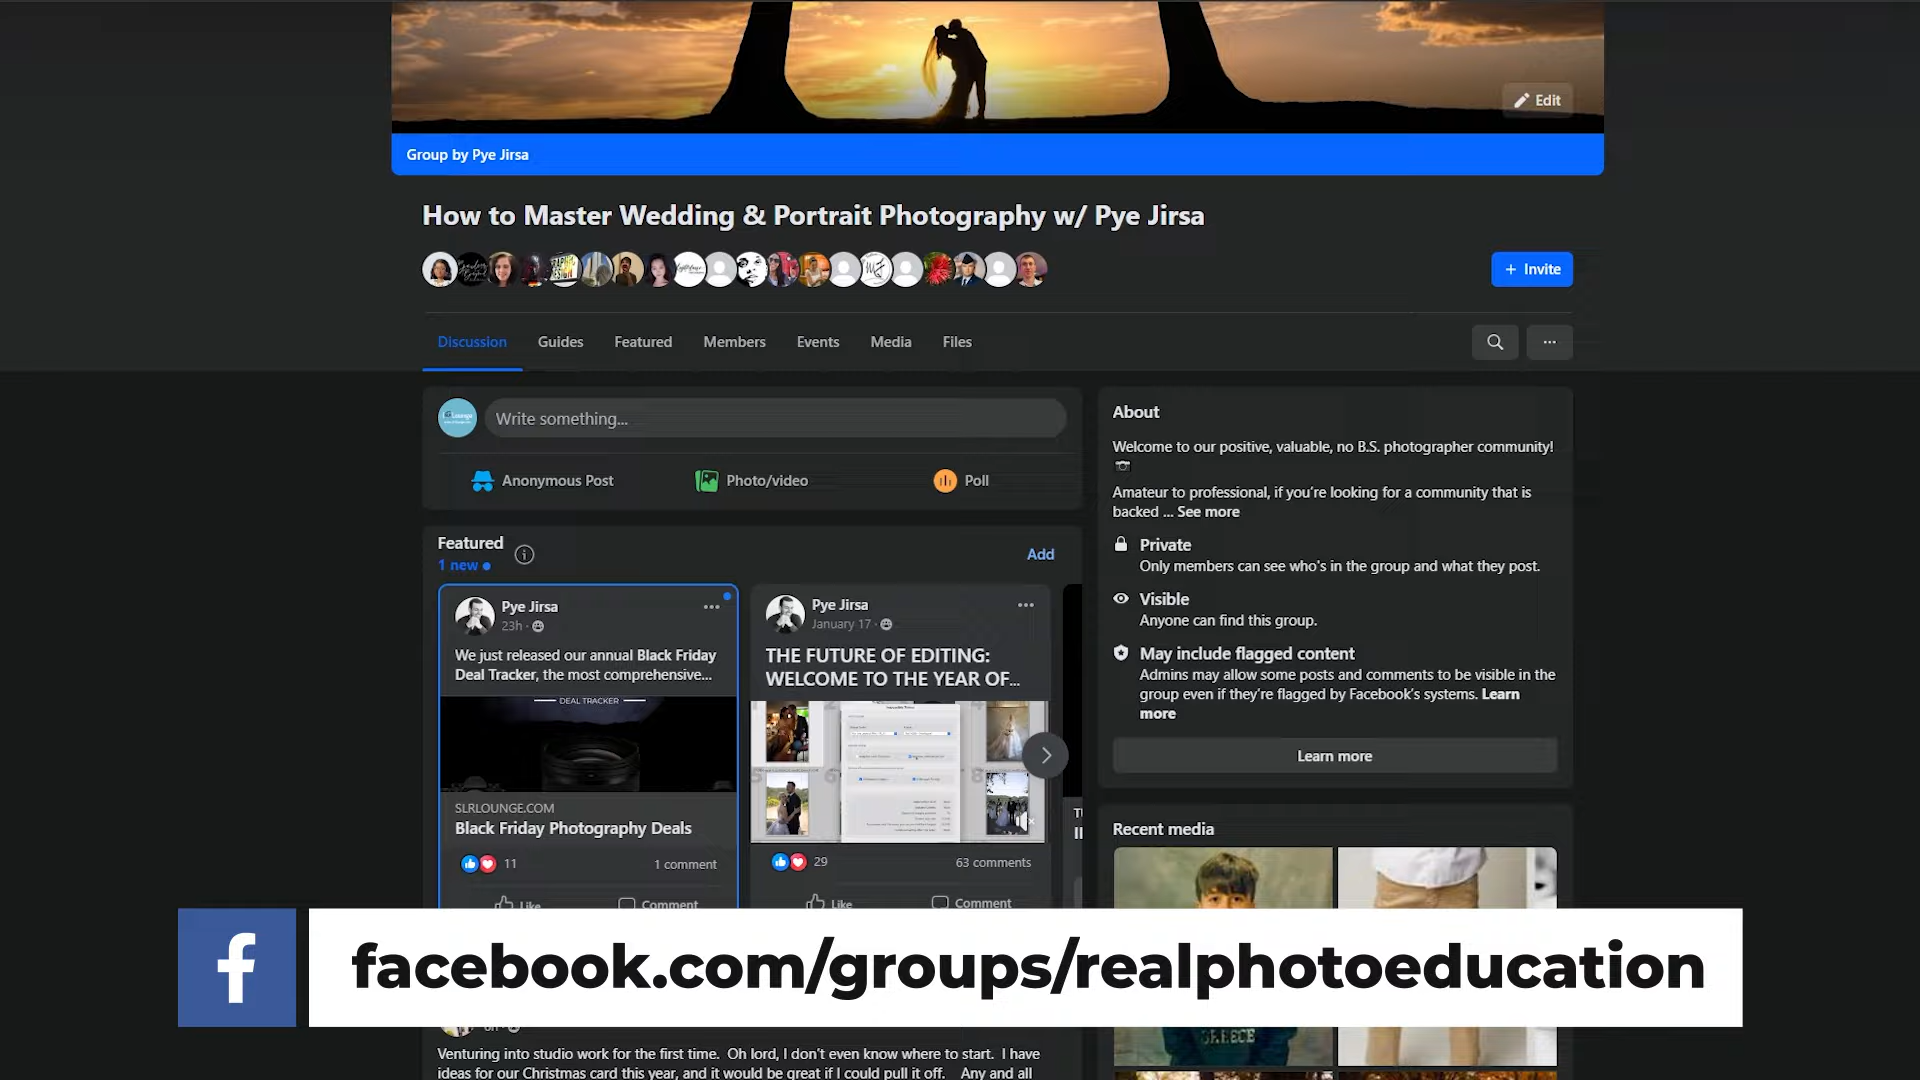 Edit
Group by Pye Jirsa
How to Master Wedding & Portrait Photography w/ Pye Jirsa
+ Invite
Discussion Guides Featured Members Events Media Files
Write something...
Anonymous Post Photo/video Poll
Featured
1 new
Add
Pye Jirsa
23h
We just released our annual Black Friday
Deal Tracker, the most comprehensive...
DEAL TRACKER
SLRLOUNGE.COM
Black Friday Photography Deals
11 1 comment
Like Comment
Pye Jirsa
January 17
THE FUTURE OF EDITING:
WELCOME TO THE YEAR OF...
29 63 comments
Like Comment
About
Welcome to our positive, valuable, no B.S. photographer community!
Amateur to professional, if you're looking for a community that is
backed ... See more
Private
Only members can see who's in the group and what they post.
Visible
Anyone can find this group.
May include flagged content
Admins may allow some posts and comments to be visible in the
group even if they're flagged by Facebook's systems. Learn
more
Learn more
Recent media
facebook.com/groups/realphotoeducation
GREECE
Venturing into studio work for the first time. Oh lord, I don't even know where to start. I have
ideas for our Christmas card this year, and it would be great if I could pull it off. Any and all